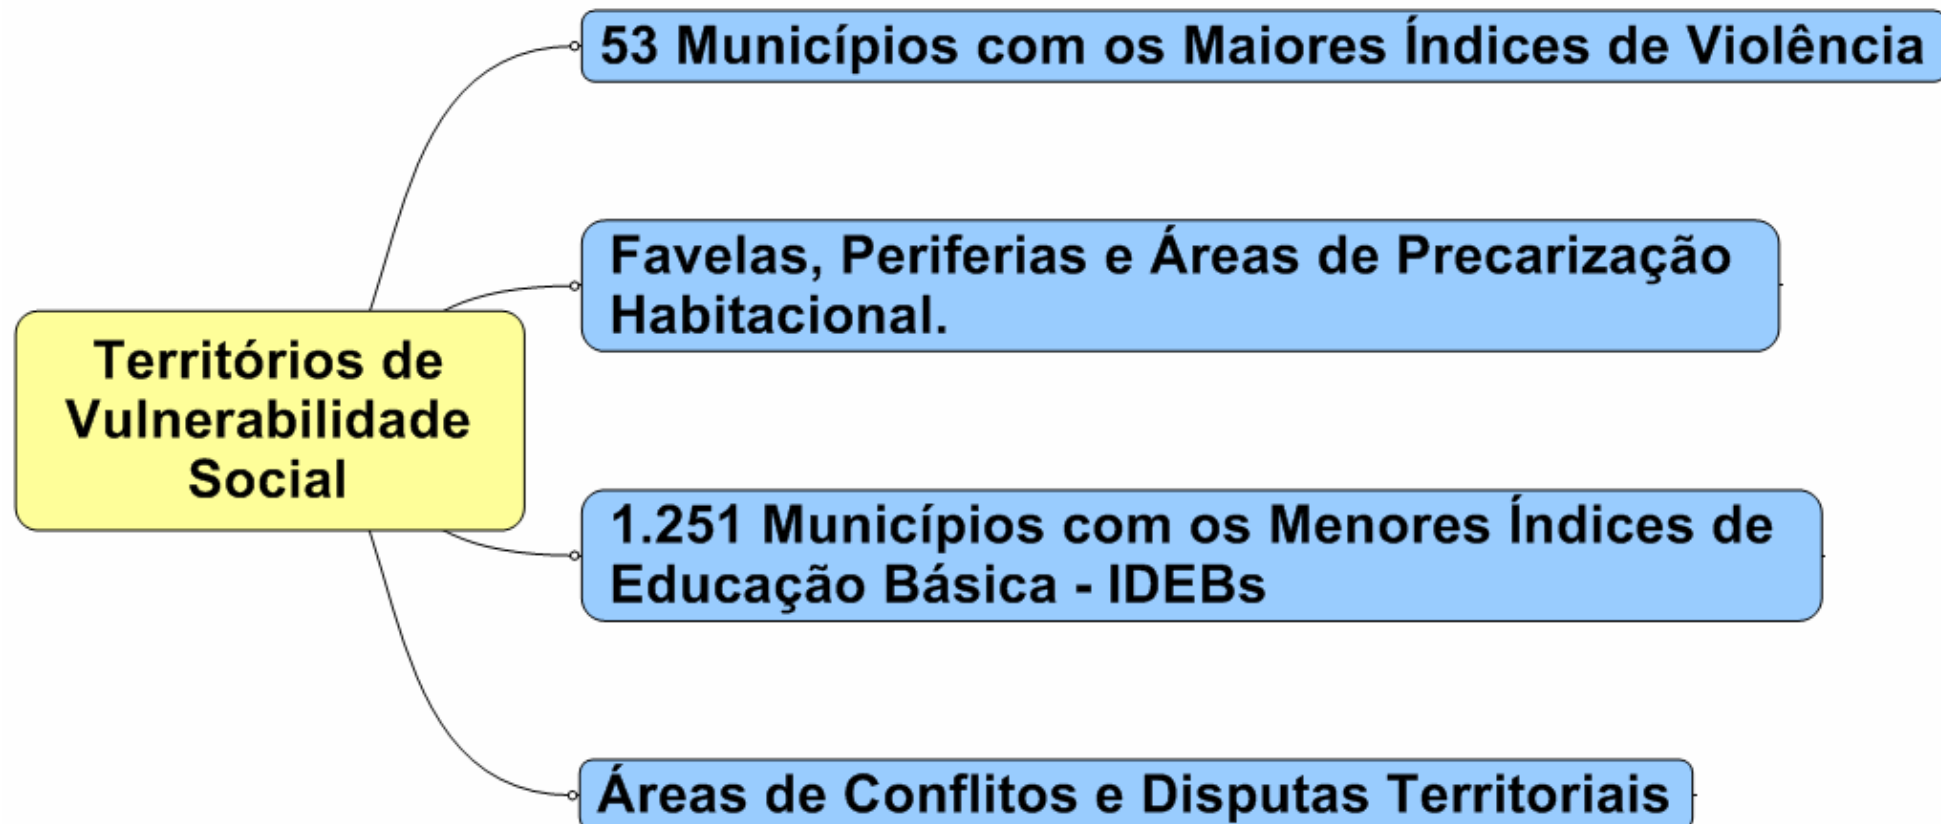 53 Municípios com os Maiores Índices de Violência
Favelas, Periferias e Áreas de Precarização
Habitacional.
Territórios de
Vulnerabilidade
Social
1.251 Municípios com os Menores Índices de
Educação Básica - IDEBs
Áreas de Conflitos e Disputas Territoriais